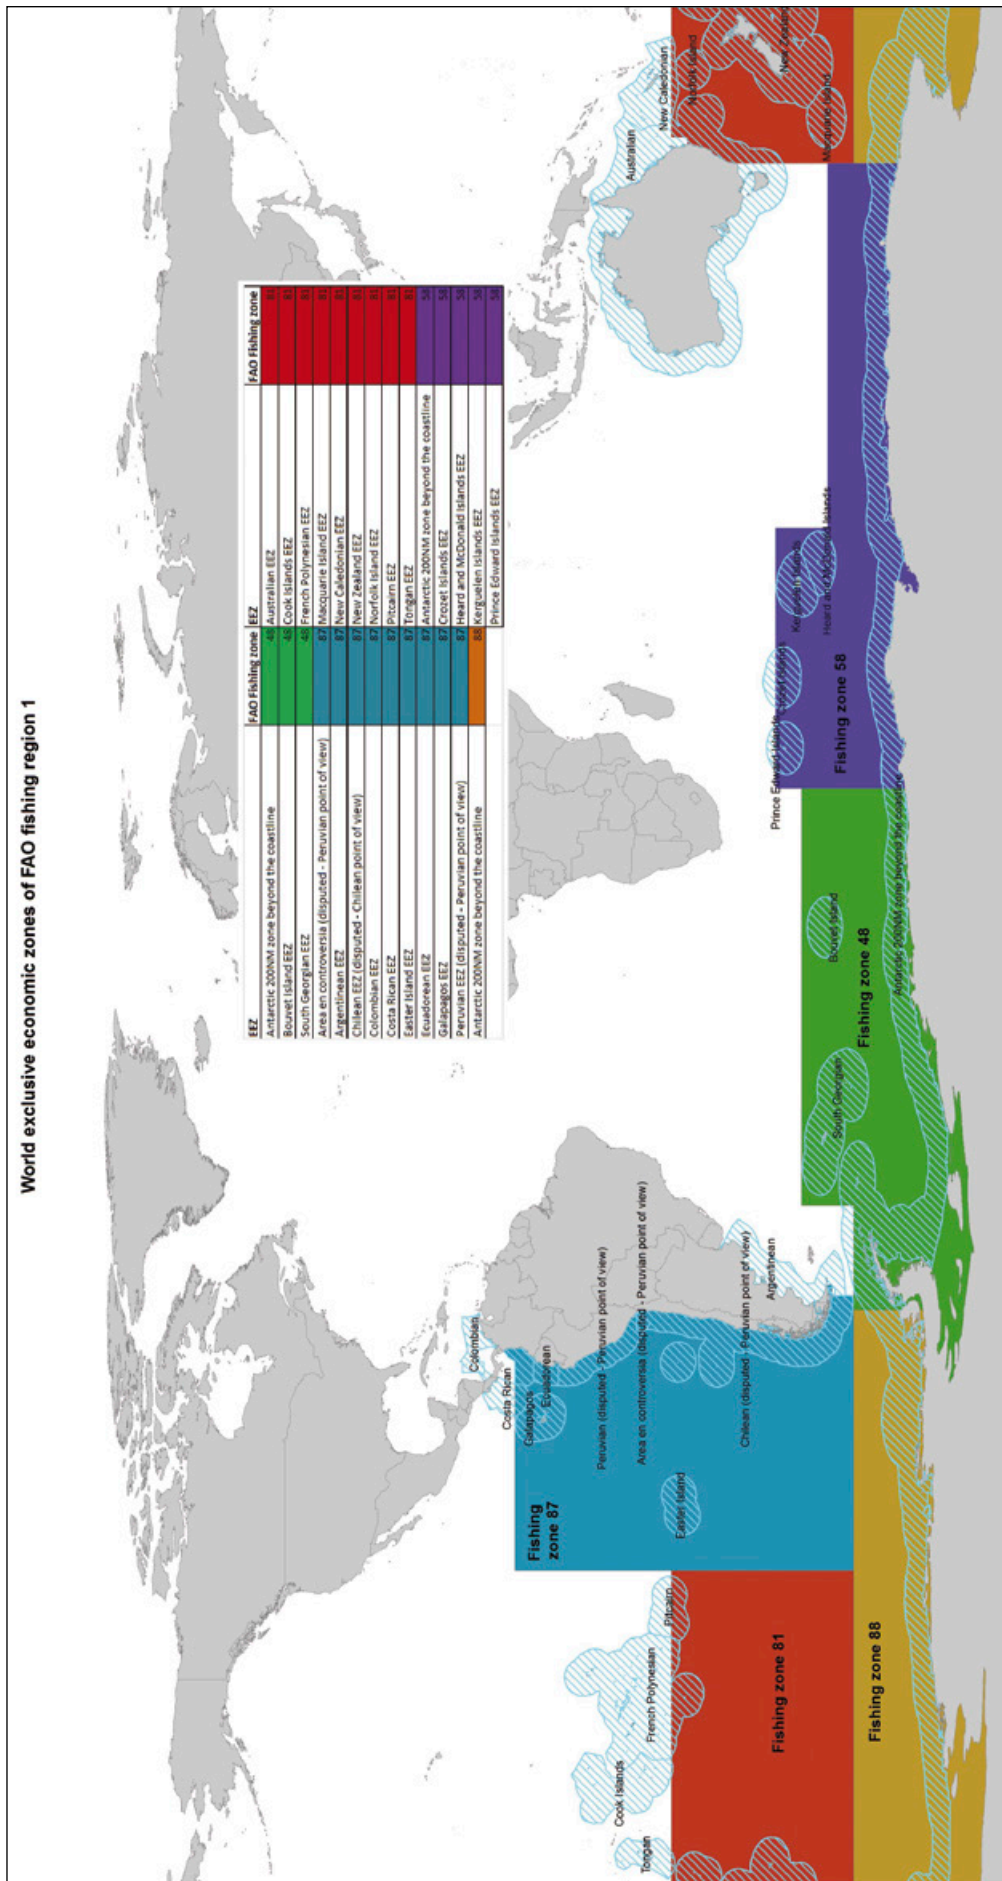 World exclusive economic zones of FAO fishing region 1
EEZ FAO Fishing zone EEZ FAO Fishing zone
Antarctic 200NM zone beyond the coastline 48 Australian EEZ 81
Bouvet Island EEZ 48 Cook Islands EEZ 81
South Georgian EEZ 48 French Polynesian EEZ 81
Area en controversia (disputed - Peruvian point of view) 87 Macquarie Island EEZ 81
Argentinean EEZ 87 New Caledonian EEZ 81
Chilean EEZ (disputed - Chilean point of view) 87 New Zealand EEZ 81
Colombian EEZ 87 Norfolk Island EEZ 81
Costa Rican EEZ 87 Pitcairn EEZ 81
Easter Island EEZ 87 Tongan EEZ 81
Ecuadorean EEZ 87 Antarctic 200NM zone beyond the coastline 58
Galapagos EEZ 87 Crozet Islands EEZ 58
Peruvian EEZ (disputed - Peruvian point of view) 87 Heard and McDonald Islands EEZ 58
Antarctic 200NM zone beyond the coastline 88 Kerguelen Islands EEZ 58
Prince Edward Islands EEZ 58
Colombian
Costa Rican
Galapagos
Ecuadorean
Fishing
zone 87
Peruvian (disputed - Peruvian point of view)
Area en controversia (disputed - Peruvian point of view)
Easter Island
Chilean (disputed - Peruvian point of view)
Argentinean
Tongan
Cook Islands
French Polynesian
Pitcairn
Fishing zone 81
Fishing zone 88
South Georgian
Bouvet Island
Fishing zone 48
Antarctic 200NM zone beyond the coastline
Prince Edward Islands
Kerguelen Islands
Heard and McDonald Islands
Fishing zone 58
Australian
New Caledonian
Norfolk Island
New Zealand
Macquarie Island